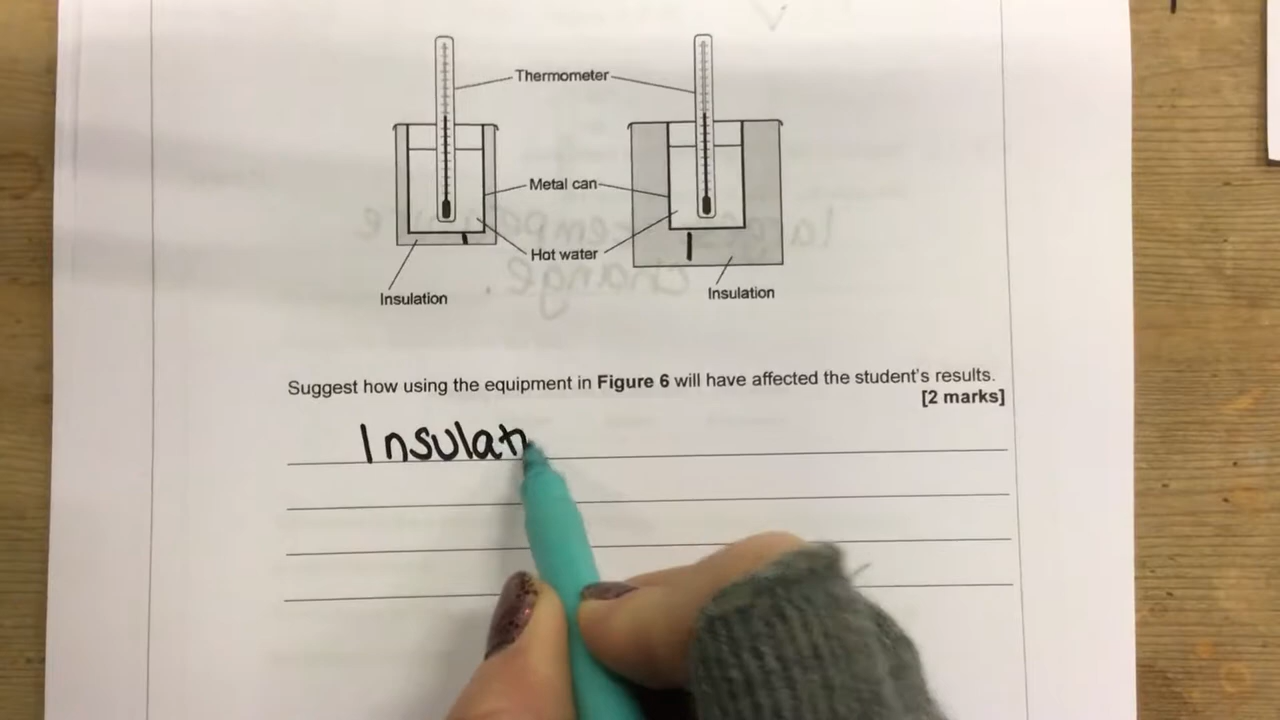 Thermometer
Metal can
Hot water
Insulation
Insulation
Suggest how using the equipment in Figure 6 will have affected the student's results.
[2 marks]
Insulat